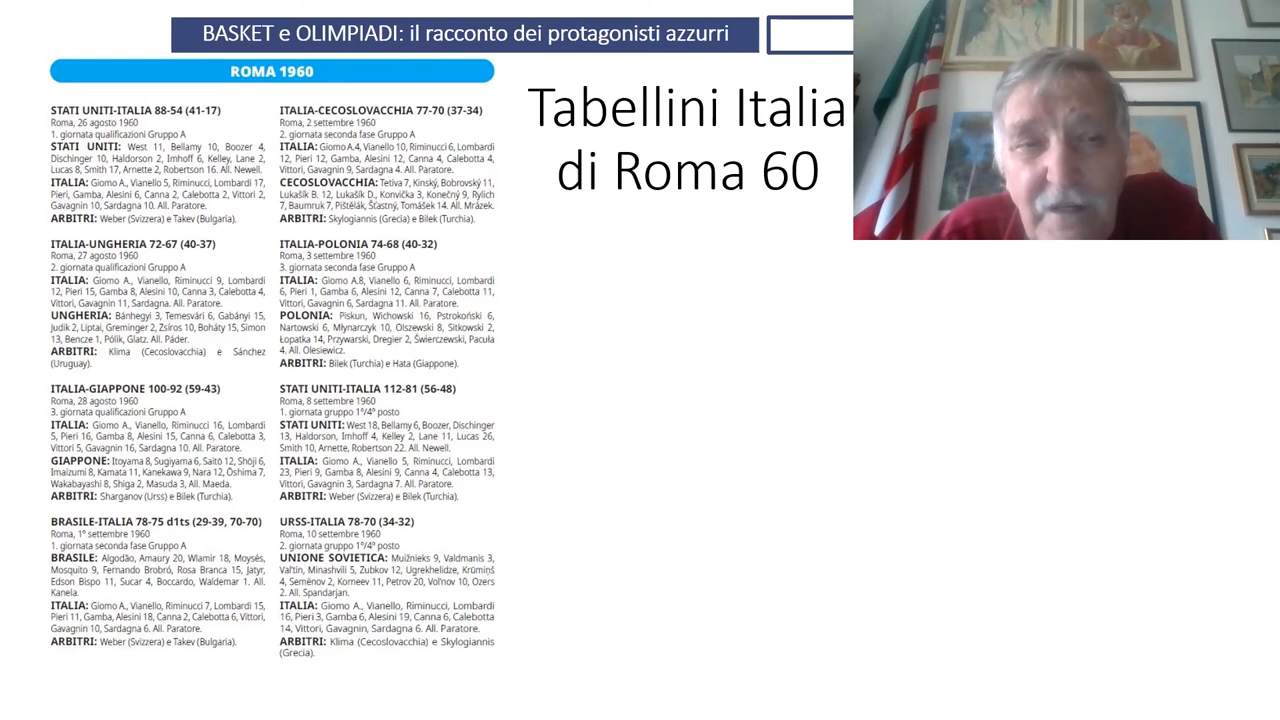 BASKET e OLIMPIADI: il racconto dei protagonisti azzurri
ROMA 1960
Tabellini Italia
di Roma 60
STATI UNITI-ITALIA 88-54 (41-17)
Roma, 26 agosto 1960
1. giornata qualificazioni Gruppo A
STATI UNITI: West 11, Bellamy 10, Boozer 4,
Dischinger 10, Haldorson 2, Imhoff 6, Kelley, Lane 2,
Lucas 8, Smith 17, Arnette 2, Robertson 16. All. Newell.
ITALIA: Giomo A., Vianello 5, Riminucci, Lombardi 17,
Pieri, Gamba, Alesini 6, Canna 2, Calebotta 2, Vittori 2,
Gavagnin 10, Sardagna 10. All. Paratore.
ARBITRI: Weber (Svizzera) e Takev (Bulgaria).
ITALIA-UNGHERIA 72-67 (40-37)
Roma, 27 agosto 1960
2. giornata qualificazioni Gruppo A
ITALIA: Giomo A., Vianello, Riminucci 9, Lombardi
12, Pieri 15, Gamba 8, Alesini 10, Canna 3, Calebotta 4,
Vittori, Gavagnin 11, Sardagna. All. Paratore.
UNGHERIA: Bánhegyi 3, Temesvári 6, Gabányi 15,
Judik 2, Liptai, Greminger 2, Zsíros 10, Boháty 15, Simon
13, Bencze 1, Pólik, Glatz. All. Páder.
ARBITRI: Klima (Cecoslovacchia) e Sánchez
(Uruguay).
ITALIA-GIAPPONE 100-92 (59-43)
Roma, 28 agosto 1960
3. giornata qualificazioni Gruppo A
ITALIA: Giomo A., Vianello, Riminucci 16, Lombardi
5, Pieri 16, Gamba 8, Alesini 15, Canna 6, Calebotta 3,
Vittori 5, Gavagnin 16, Sardagna 10. All. Paratore.
GIAPPONE: Itoyama 8, Sugiyama 6, Saitō 12, Shōji 6,
Imaizumi 8, Kamata 11, Kanekawa 9, Nara 12, Ōshima 7,
Wakabayashi 8, Shiga 2, Masuda 3, All. Maeda.
ARBITRI: Sharganov (Urss) e Bilek (Turchia).
BRASILE-ITALIA 78-75 d1ts (29-39, 70-70)
Roma, 1° settembre 1960
1. giornata seconda fase Gruppo A
BRASILE: Algodão, Amaury 20, Wlamir 18, Moysés,
Mosquito 9, Fernando Brobró, Rosa Branca 15, Jatyr,
Edson Bispo 11, Sucar 4, Boccardo, Waldemar 1. All.
Kanela.
ITALIA: Giomo A., Vianello, Riminucci 7, Lombardi 15,
Pieri 11, Gamba, Alesini 18, Canna 2, Calebotta 6, Vittori,
Gavagnin 10, Sardagna 6. All. Paratore.
ARBITRI: Weber (Svizzera) e Takev (Bulgaria).
ITALIA-CECOSLOVACCHIA 77-70 (37-34)
Roma, 2 settembre 1960
2. giornata seconda fase Gruppo A
ITALIA: Giomo A.4, Vianello 10, Riminucci 6, Lombardi
12, Pieri 12, Gamba, Alesini 12, Canna 4, Calebotta 4,
Vittori, Gavagnin 9, Sardagna 4. All. Paratore.
CECOSLOVACCHIA: Tetiva 7, Kinský, Bobrovský 11,
Lukašík B. 12, Lukašík D., Konvička 3, Konečný 9, Rylich
7, Baumruk 7, Pištělák, Šťastný, Tomášek 14. All. Mrázek.
ARBITRI: Skylogiannis (Grecia) e Bilek (Turchia).
ITALIA-POLONIA 74-68 (40-32)
Roma, 3 settembre 1960
3. giornata seconda fase Gruppo A
ITALIA: Giomo A.8, Vianello 6, Riminucci, Lombardi
6, Pieri 1, Gamba 6, Alesini 12, Canna 7, Calebotta 11,
Vittori, Gavagnin 6, Sardagna 11. All. Paratore.
POLONIA: Piskun, Wichowski 16, Pstrokoński 6,
Nartowski 6, Młynarczyk 10, Olszewski 8, Sitkowski 2,
Łopatka 14, Przywarski, Dregier 2, Świerczewski, Pacuła
4. All. Olesiewicz.
ARBITRI: Bilek (Turchia) e Hata (Giappone).
STATI UNITI-ITALIA 112-81 (56-48)
Roma, 8 settembre 1960
1. giornata gruppo 1°/4° posto
STATI UNITI: West 18, Bellamy 6, Boozer, Dischinger
13, Haldorson, Imhoff 4, Kelley 2, Lane 11, Lucas 26,
Smith 10, Arnette, Robertson 22. All. Newell.
ITALIA: Giomo A., Vianello 5, Riminucci, Lombardi
23, Pieri 9, Gamba 8, Alesini 9, Canna 4, Calebotta 13,
Vittori, Gavagnin 3, Sardagna 7. All. Paratore.
ARBITRI: Weber (Svizzera) e Bilek (Turchia).
URSS-ITALIA 78-70 (34-32)
Roma, 10 settembre 1960
2. giornata gruppo 1°/4° posto
UNIONE SOVIETICA: Muižnieks 9, Valdmanis 3,
Val'tin, Minashvili 5, Zubkov 12, Ugrekhelidze, Krūmiņš
4, Semënov 2, Korneev 11, Petrov 20, Vol'nov 10, Ozers
2. All. Spandarjan.
ITALIA: Giomo A., Vianello, Riminucci, Lombardi
16, Pieri 3, Gamba 6, Alesini 19, Canna 6, Calebotta
14, Vittori, Gavagnin, Sardagna 6. All. Paratore.
ARBITRI: Klima (Cecoslovacchia) e Skylogiannis
(Grecia).